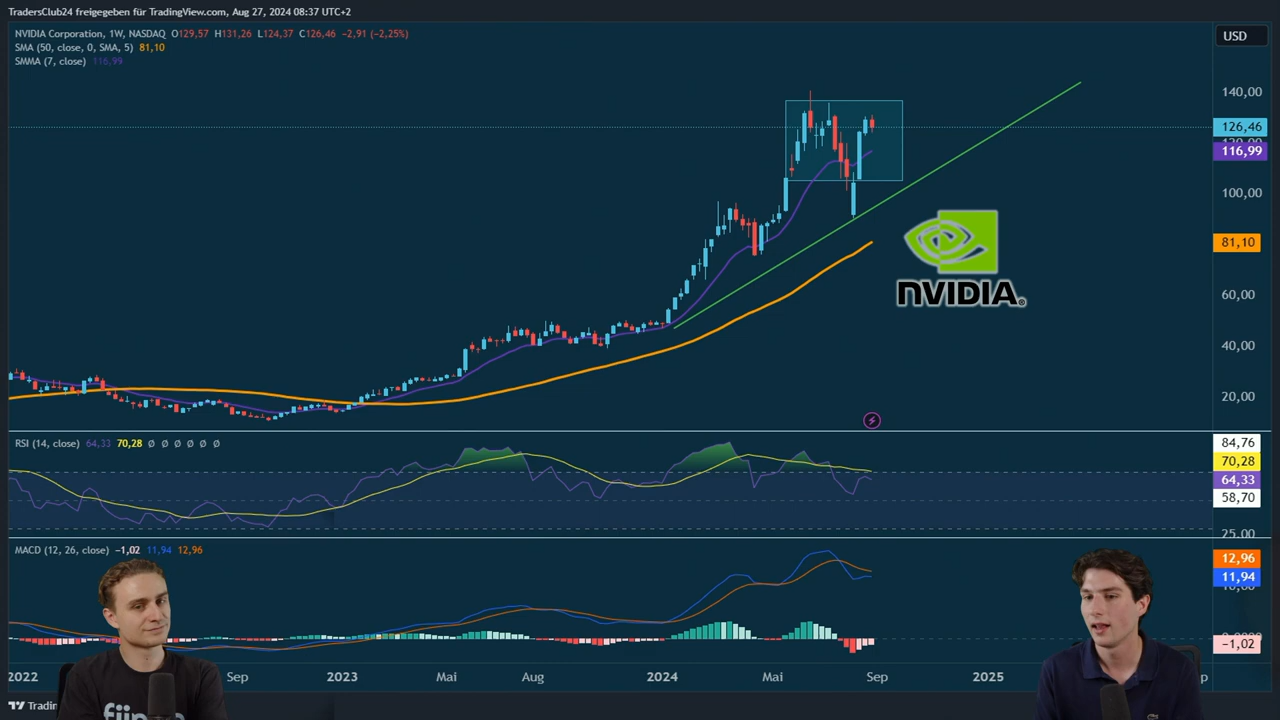 TradersClub24 freigegeben für TradingView.com, Aug 27, 2024 08:37 UTC+2
NVIDIA Corporation, 1W, NASDAQ O129,57 H131,26 L124,37 C126,46 −2,91 (−2,25%)
USD
SMA (50, close, 0, SMA, 5) 81,10
SMMA (7, close) 116,99
140,00
126,46
116,99
100,00
81,10
60,00
40,00
20,00
NVIDIA®
RSI (14, close) 64,33 70,28 Ø Ø Ø Ø Ø Ø
84,76
70,28
64,33
58,70
25,00
MACD (12, 26, close) −1,02 11,94 12,96
12,96
11,94
−1,02
2022 Sep 2023 Mai Aug 2024 Mai Sep 2025